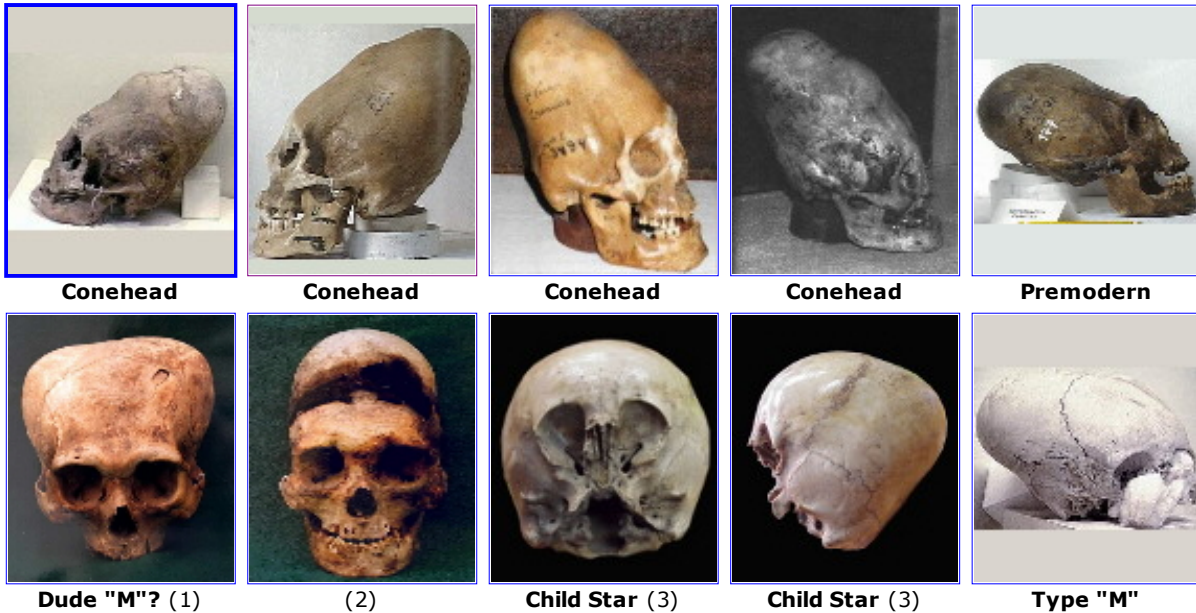 Conehead
Conehead
Conehead
Conehead
Premodern
Dude "M"? (1)
(2)
Child Star (3)
Child Star (3)
Type "M"